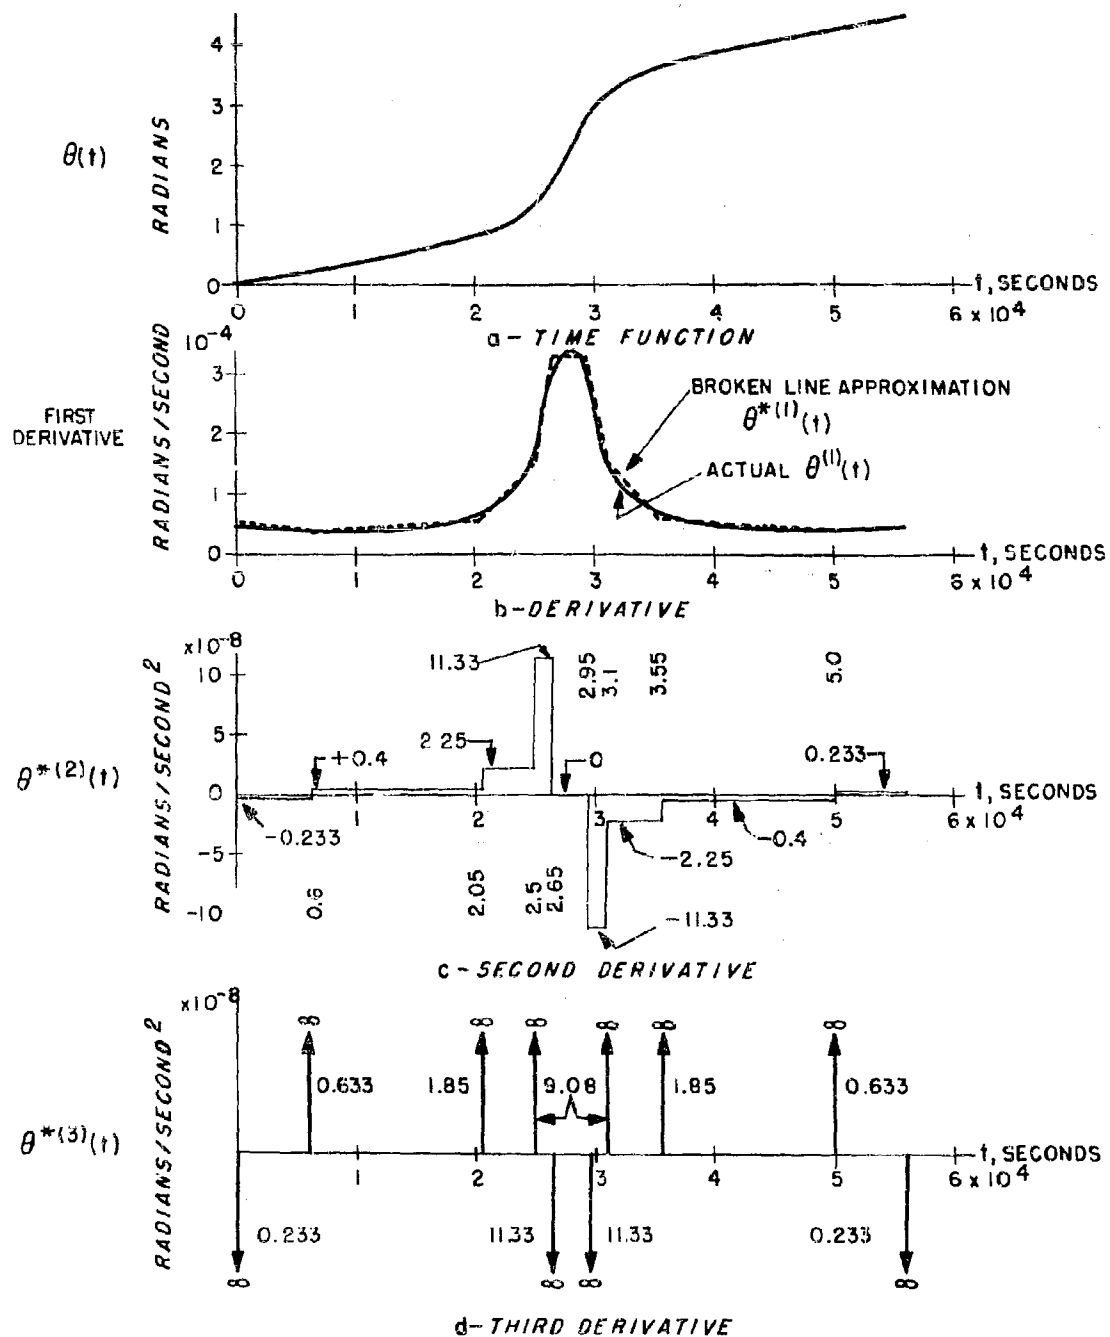 4
3
2
1
0
θ(t)
RADIANS
0 1 2 3 4 5 6 × 10⁴
t, SECONDS
a - TIME FUNCTION
10⁻⁴
3
2
1
0
FIRST
DERIVATIVE
RADIANS/SECOND
BROKEN LINE APPROXIMATION
θ*⁽¹⁾(t)
ACTUAL θ⁽¹⁾(t)
t, SECONDS
0 1 2 3 4 5 6 × 10⁴
b - DERIVATIVE
×10⁻⁸
10
5
0
-5
-10
θ*⁽²⁾(t)
RADIANS/SECOND²
11.33
2.95
3.1
3.55
5.0
2.25
+0.4
0
0.233
t, SECONDS
1 2 3 4 5 6 × 10⁴
-0.233
-0.4
-2.25
0.6
2.05
2.5
2.65
-11.33
c - SECOND DERIVATIVE
×10⁻⁸
θ*⁽³⁾(t)
RADIANS/SECOND²
∞ ∞ ∞ ∞ ∞ ∞
0.633 1.85 9.08 1.85 0.633
t, SECONDS
1 2 3 4 5 6 × 10⁴
0.233 11.33 11.33 0.233
∞ ∞ ∞ ∞
d - THIRD DERIVATIVE